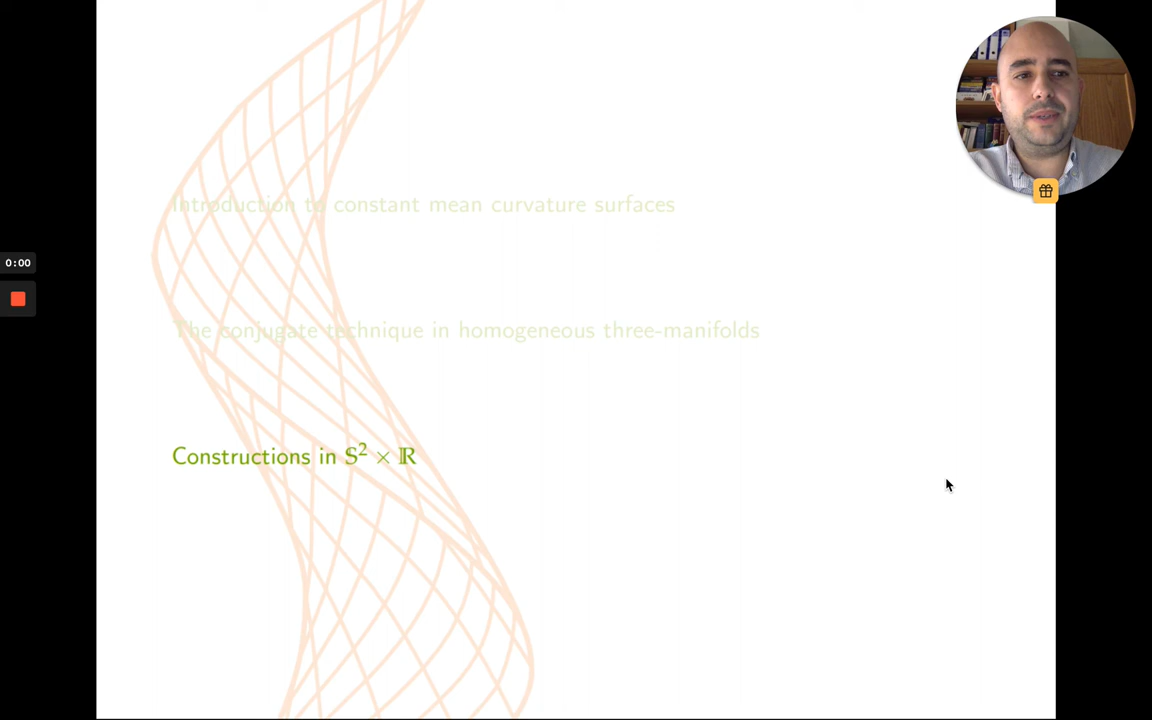 Introduction to constant mean curvature surfaces
The conjugate technique in homogeneous three-manifolds
0:00
Constructions in 𝕊² × ℝ